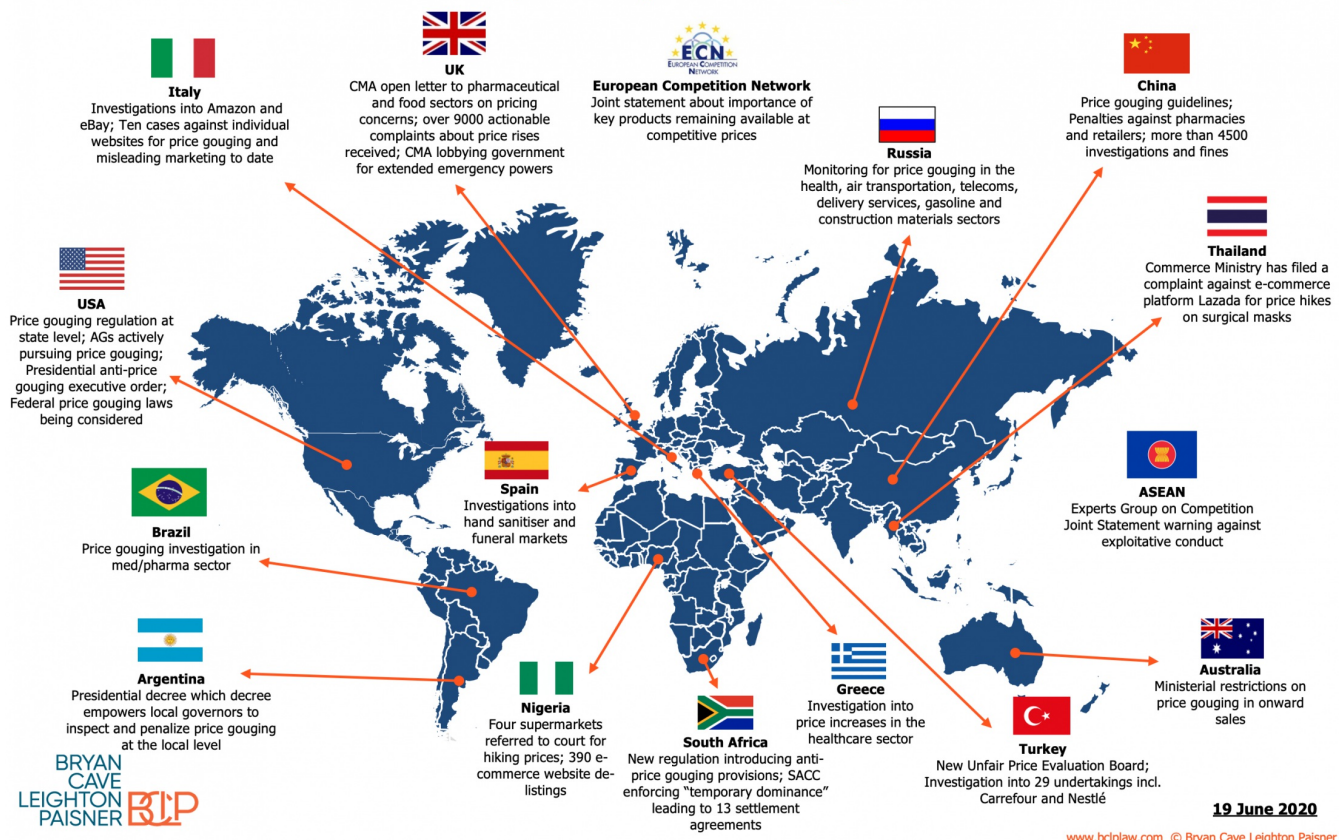 Italy
Investigations into Amazon and
eBay; Ten cases against individual
websites for price gouging and
misleading marketing to date
UK
CMA open letter to pharmaceutical
and food sectors on pricing
concerns; over 9000 actionable
complaints about price rises
received; CMA lobbying government
for extended emergency powers
ECN
EUROPEAN COMPETITION
NETWORK
European Competition Network
Joint statement about importance of
key products remaining available at
competitive prices
Russia
Monitoring for price gouging in the
health, air transportation, telecoms,
delivery services, gasoline and
construction materials sectors
China
Price gouging guidelines;
Penalties against pharmacies
and retailers; more than 4500
investigations and fines
Thailand
Commerce Ministry has filed a
complaint against e-commerce
platform Lazada for price hikes
on surgical masks
USA
Price gouging regulation at
state level; AGs actively
pursuing price gouging;
Presidential anti-price
gouging executive order;
Federal price gouging laws
being considered
Spain
Investigations into
hand sanitiser and
funeral markets
ASEAN
Experts Group on Competition
Joint Statement warning against
exploitative conduct
Brazil
Price gouging investigation in
med/pharma sector
Argentina
Presidential decree which decree
empowers local governors to
inspect and penalize price gouging
at the local level
Nigeria
Four supermarkets
referred to court for
hiking prices; 390 e-
commerce website de-
listings
South Africa
New regulation introducing anti-
price gouging provisions; SACC
enforcing “temporary dominance”
leading to 13 settlement
agreements
Greece
Investigation into
price increases in the
healthcare sector
Turkey
New Unfair Price Evaluation Board;
Investigation into 29 undertakings incl.
Carrefour and Nestlé
Australia
Ministerial restrictions on
price gouging in onward
sales
BRYAN
CAVE
LEIGHTON
PAISNER
BCLP
19 June 2020
www.bclplaw.com © Bryan Cave Leighton Paisner